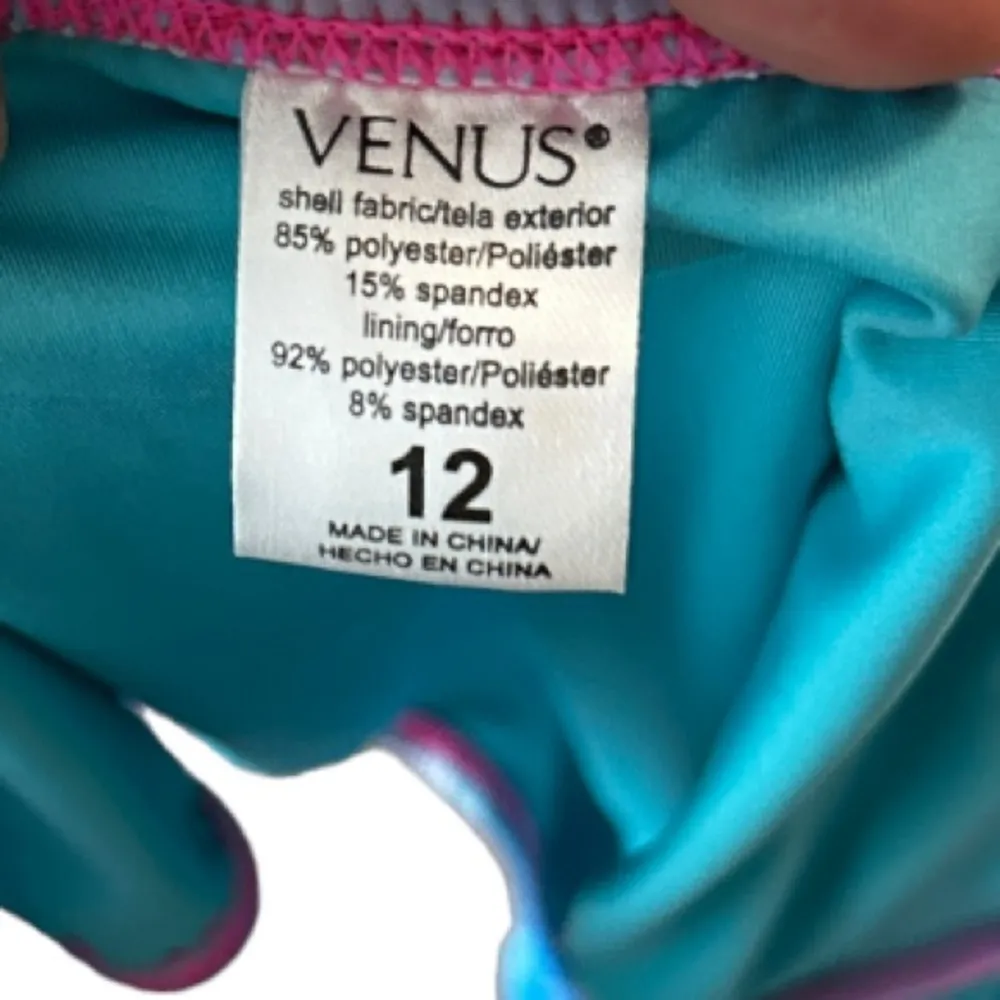 VENUS®
shell fabric/tela exterior
85% polyester/Poliéster
15% spandex
lining/forro
92% polyester/Poliéster
8% spandex
12
MADE IN CHINA/
HECHO EN CHINA